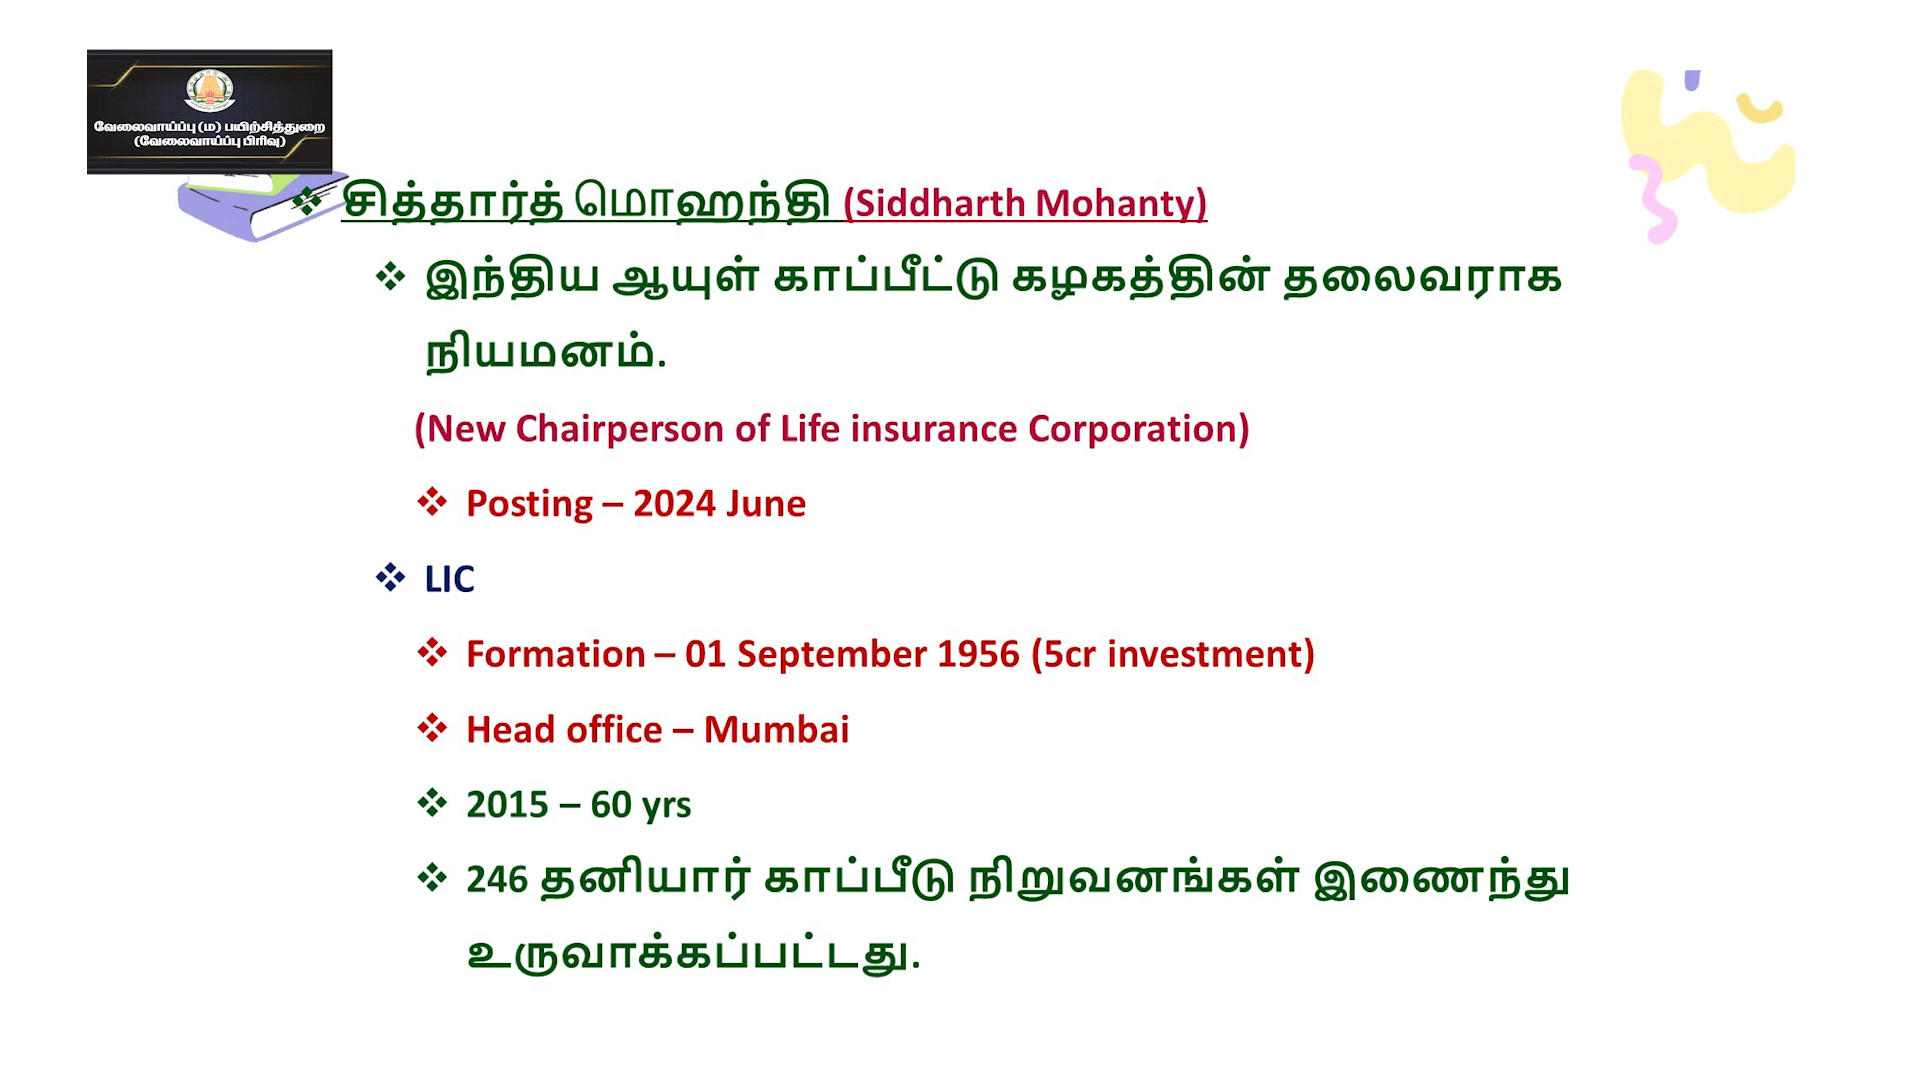 வேலைவாய்ப்பு (ம) பயிற்சித்துறை
(வேலைவாய்ப்பு பிரிவு)
❖ சித்தார்த் மொஹந்தி (Siddharth Mohanty)
❖ இந்திய ஆயுள் காப்பீட்டு கழகத்தின் தலைவராக
நியமனம்.
(New Chairperson of Life insurance Corporation)
❖ Posting – 2024 June
❖ LIC
❖ Formation – 01 September 1956 (5cr investment)
❖ Head office – Mumbai
❖ 2015 – 60 yrs
❖ 246 தனியார் காப்பீடு நிறுவனங்கள் இணைந்து
உருவாக்கப்பட்டது.